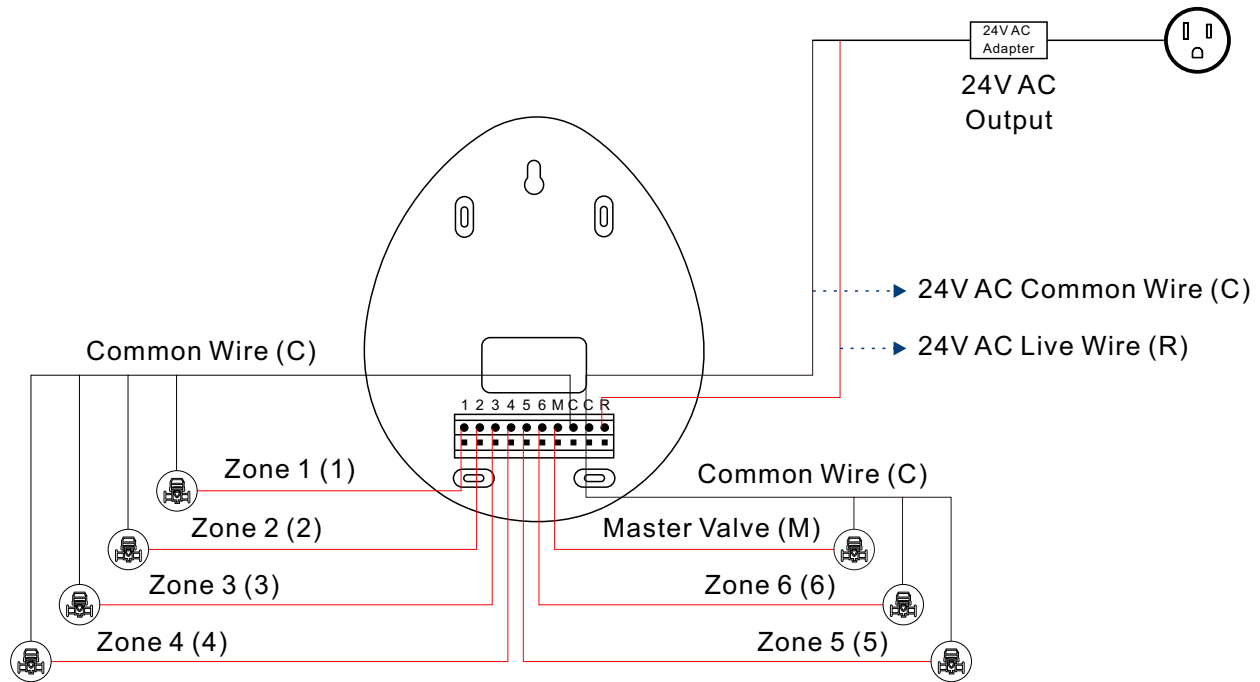 24V AC
Adapter
24V AC
Output
24V AC Common Wire (C)
24V AC Live Wire (R)
Common Wire (C)
1 2 3 4 5 6 M C C R
Zone 1 (1)
Common Wire (C)
Zone 2 (2)
Master Valve (M)
Zone 3 (3)
Zone 6 (6)
Zone 4 (4)
Zone 5 (5)